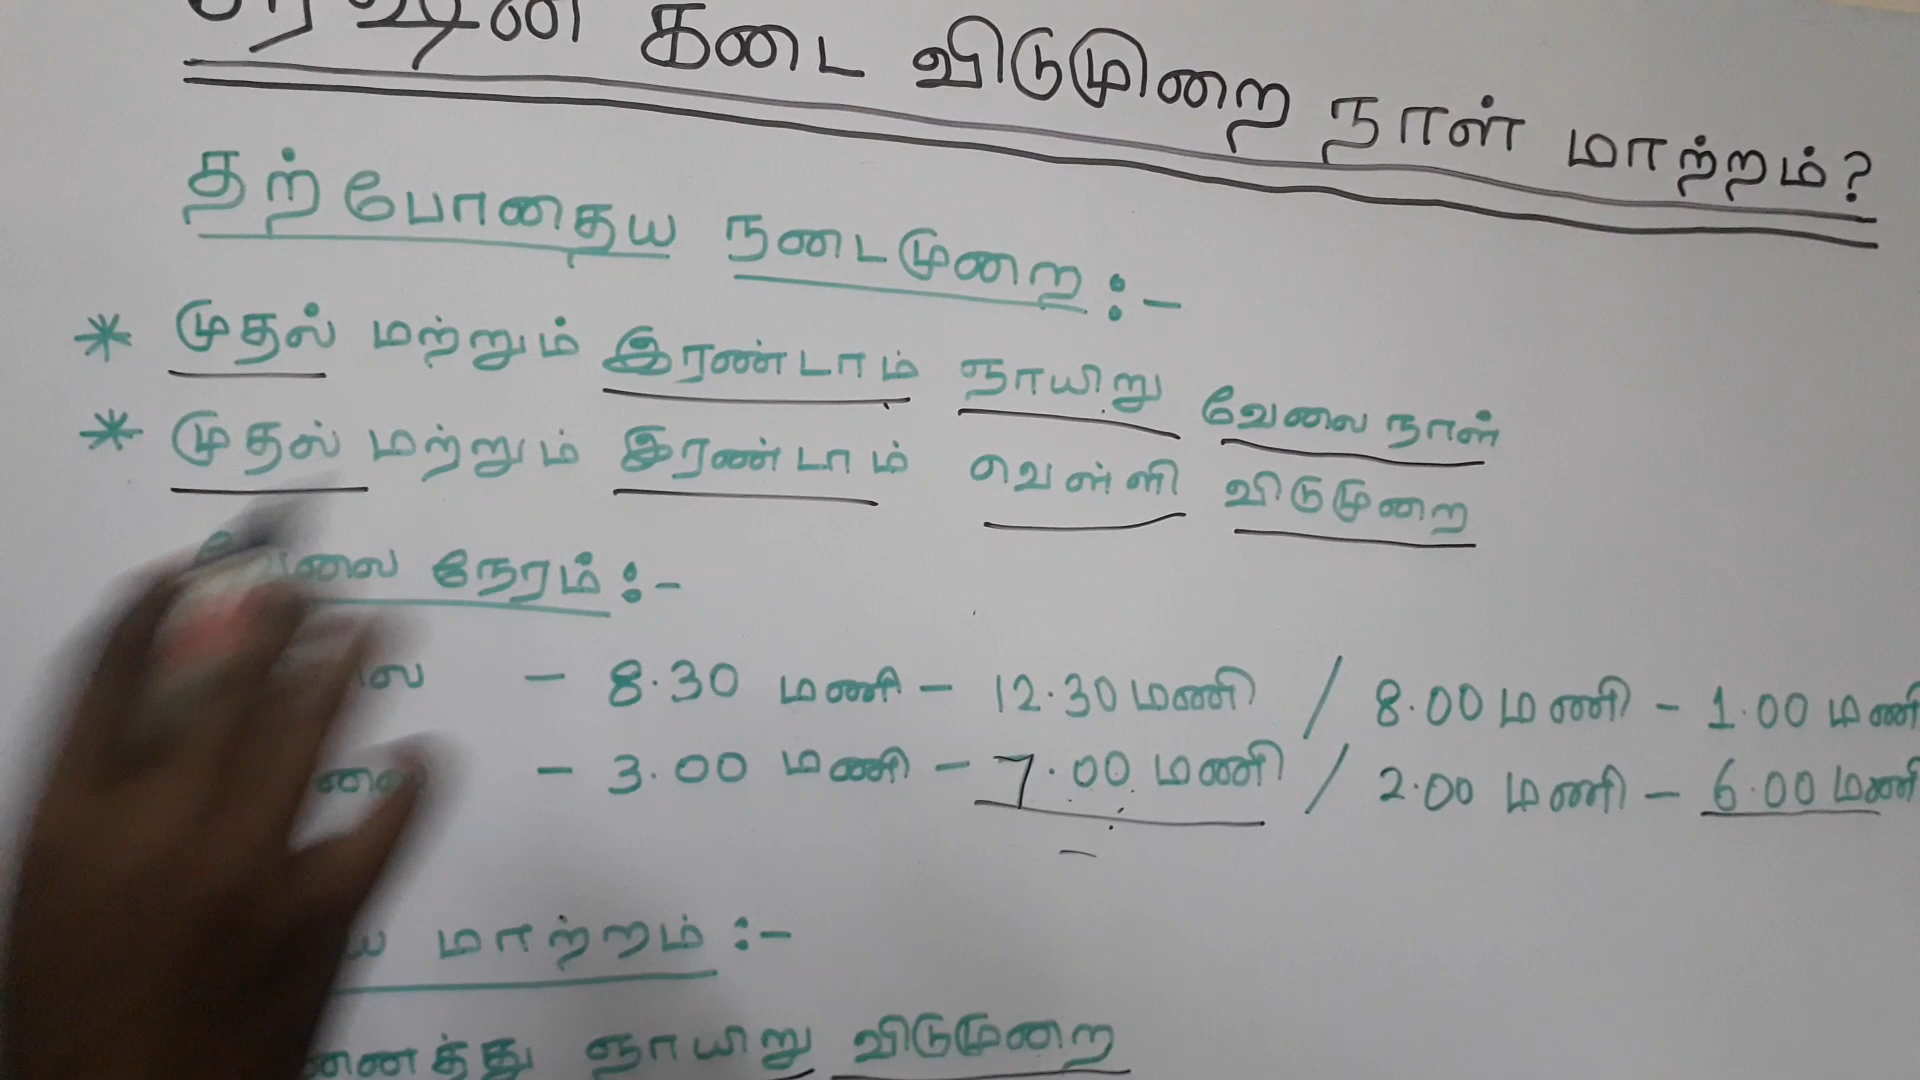 கடை விடுமுறை நாள் மாற்றம்?
தற்போதைய நடைமுறை :-
* முதல் மற்றும் இரண்டாம் ஞாயிறு வேலை நாள்
* முதல் மற்றும் இரண்டாம் வெள்ளி விடுமுறை
நேரம் :-
- 8.30 மணி - 12.30 மணி / 8.00 மணி - 1.00 மணி
- 3.00 மணி - 7.00 மணி / 2.00 மணி - 6.00 மணி
மாற்றம் :-
ஞாயிறு விடுமுறை